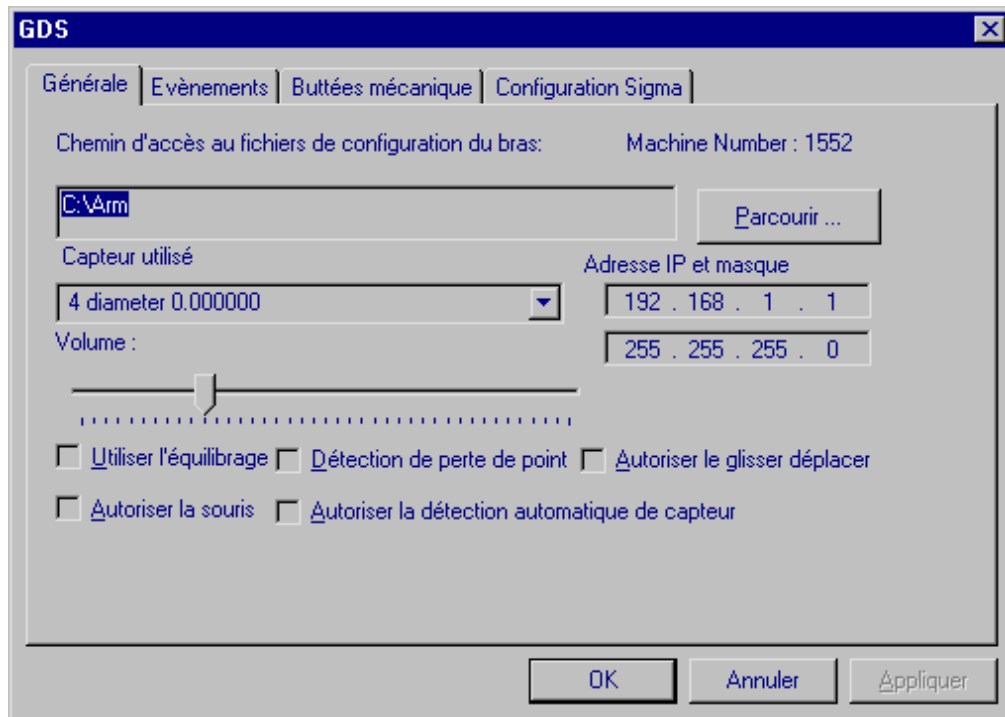 GDS
Générale Evènements Buttées mécanique Configuration Sigma
Chemin d'accès au fichiers de configuration du bras: Machine Number : 1552
C:\Arm
Parcourir ...
Capteur utilisé
Adresse IP et masque
4 diameter 0.000000
192 . 168 . 1 . 1
Volume :
255 . 255 . 255 . 0
Utiliser l'équilibrage Détection de perte de point Autoriser le glisser déplacer
Autoriser la souris Autoriser la détection automatique de capteur
OK Annuler Appliquer